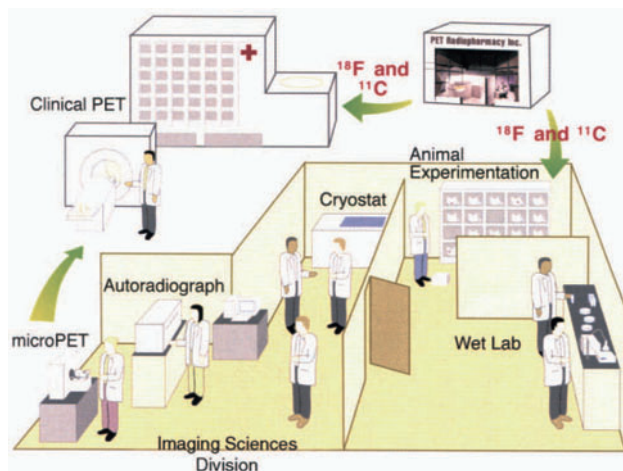 PET Radiopharmacy Inc.
¹⁸F and
¹¹C
Clinical PET
¹⁸F and ¹¹C
Animal
Experimentation
Cryostat
Autoradiograph
microPET
Wet Lab
Imaging Sciences
Division